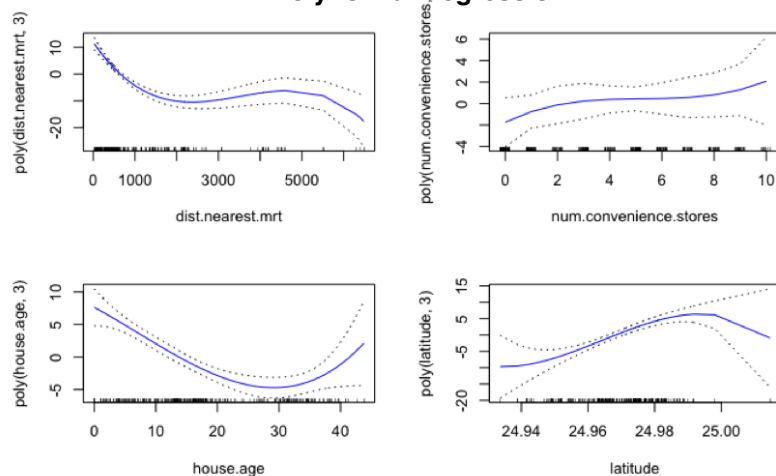 poly(dist.nearest.mrt, 3)
10
0
-20
0 1000 3000 5000
dist.nearest.mrt
poly(num.convenience.stores,
6
4
2
0
-4
0 2 4 6 8 10
num.convenience.stores
poly(house.age, 3)
10
5
0
-5
0 10 20 30 40
house.age
poly(latitude, 3)
15
5
-5
-20
24.94 24.96 24.98 25.00
latitude